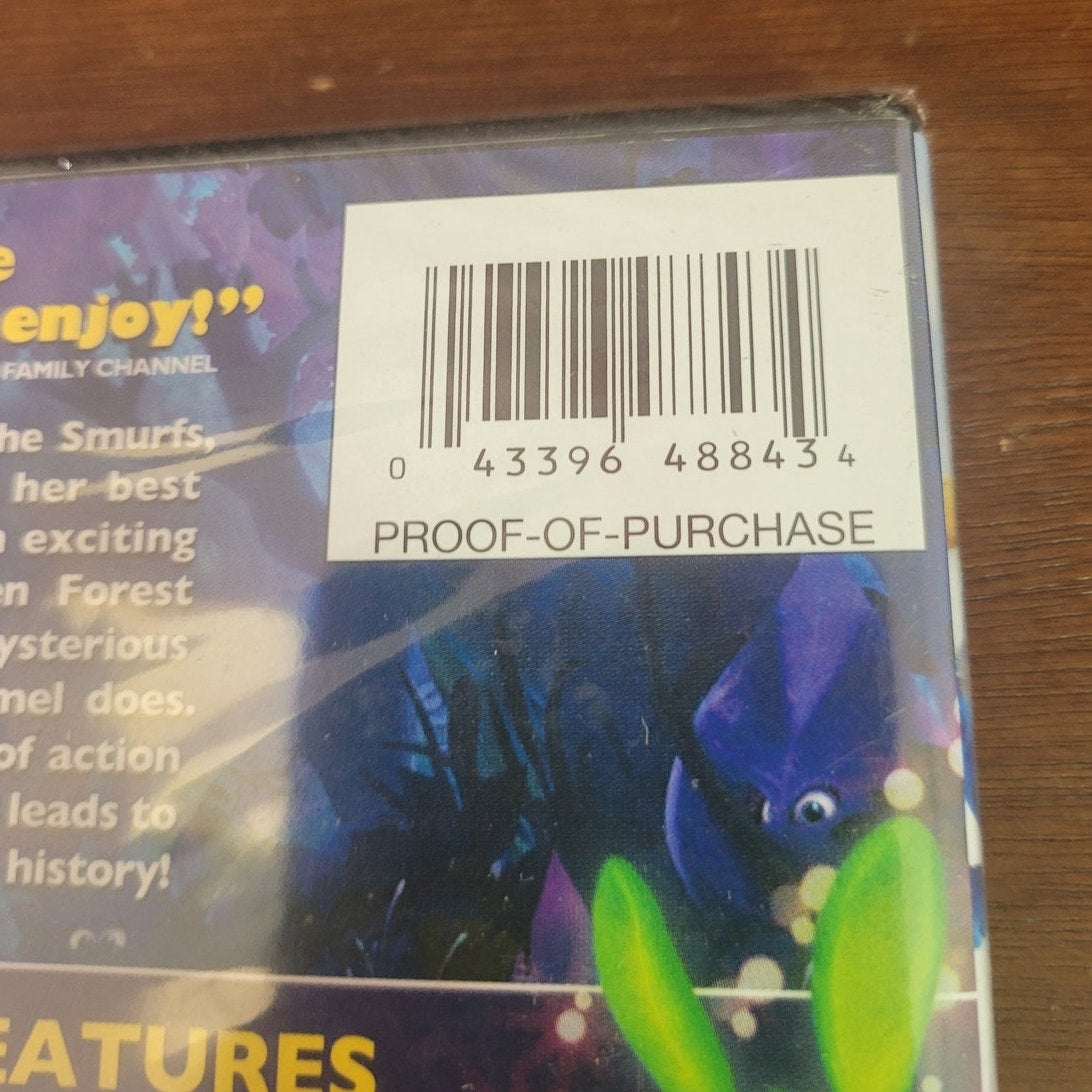 e
enjoy!”
FAMILY CHANNEL
he Smurfs,
her best
exciting
en Forest
ysterious
mel does.
of action
leads to
history!
EATURES
0 43396 48843 4
PROOF-OF-PURCHASE